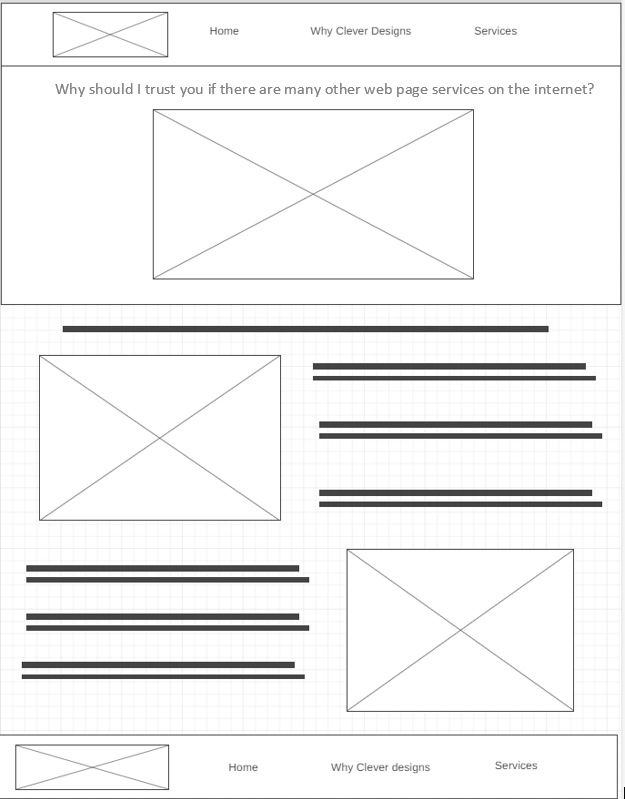 Home Why Clever Designs Services
Why should I trust you if there are many other web page services on the internet?
Home Why Clever designs Services